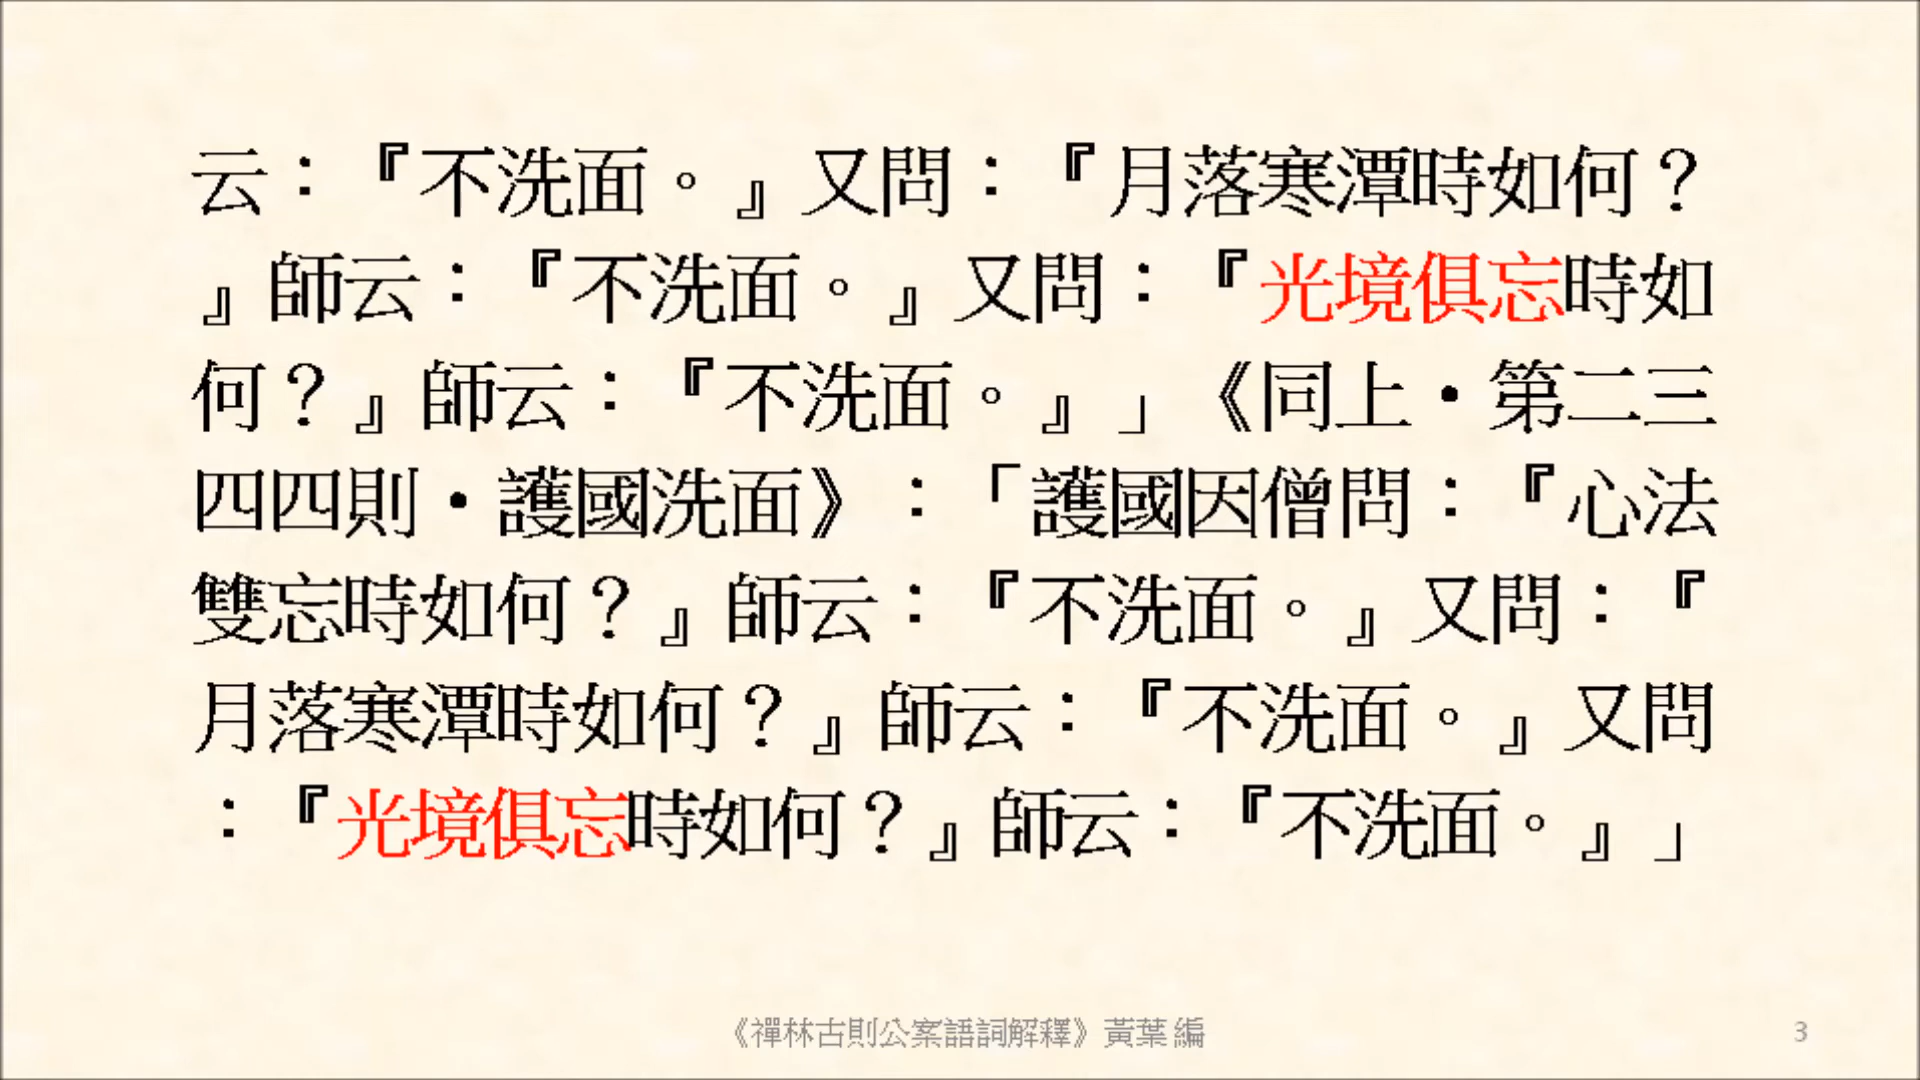 云：『不洗面。』又問：『月落寒潭時如何？
』師云：『不洗面。』又問：『光境俱忘時如
何？』師云：『不洗面。』」《同上‧第二三
四四則‧護國洗面》：「護國因僧問：『心法
雙忘時如何？』師云：『不洗面。』又問：『
月落寒潭時如何？』師云：『不洗面。』又問
：『光境俱忘時如何？』師云：『不洗面。』」
《禪林古則公案語詞解釋》黃葉 編
3